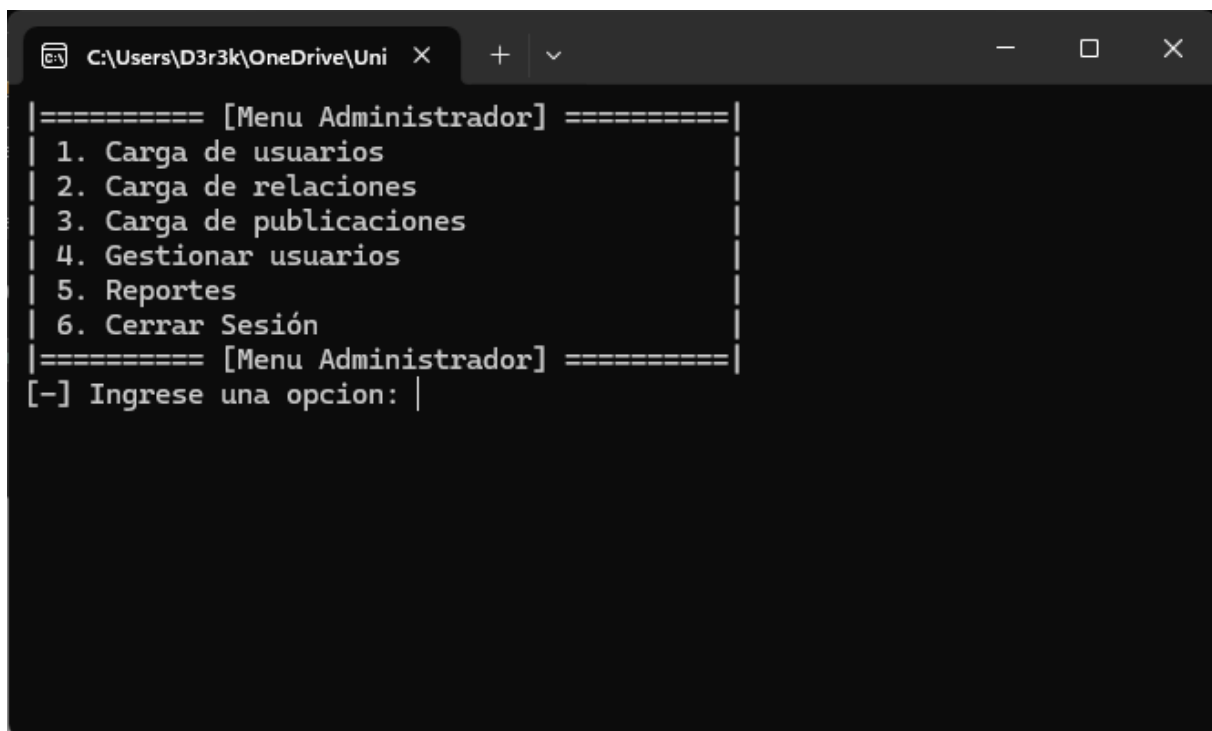 C:\Users\D3r3k\OneDrive\Uni
|========== [Menu Administrador] ==========|
| 1. Carga de usuarios |
| 2. Carga de relaciones |
| 3. Carga de publicaciones |
| 4. Gestionar usuarios |
| 5. Reportes |
| 6. Cerrar Sesión |
|========== [Menu Administrador] ==========|
[-] Ingrese una opcion: